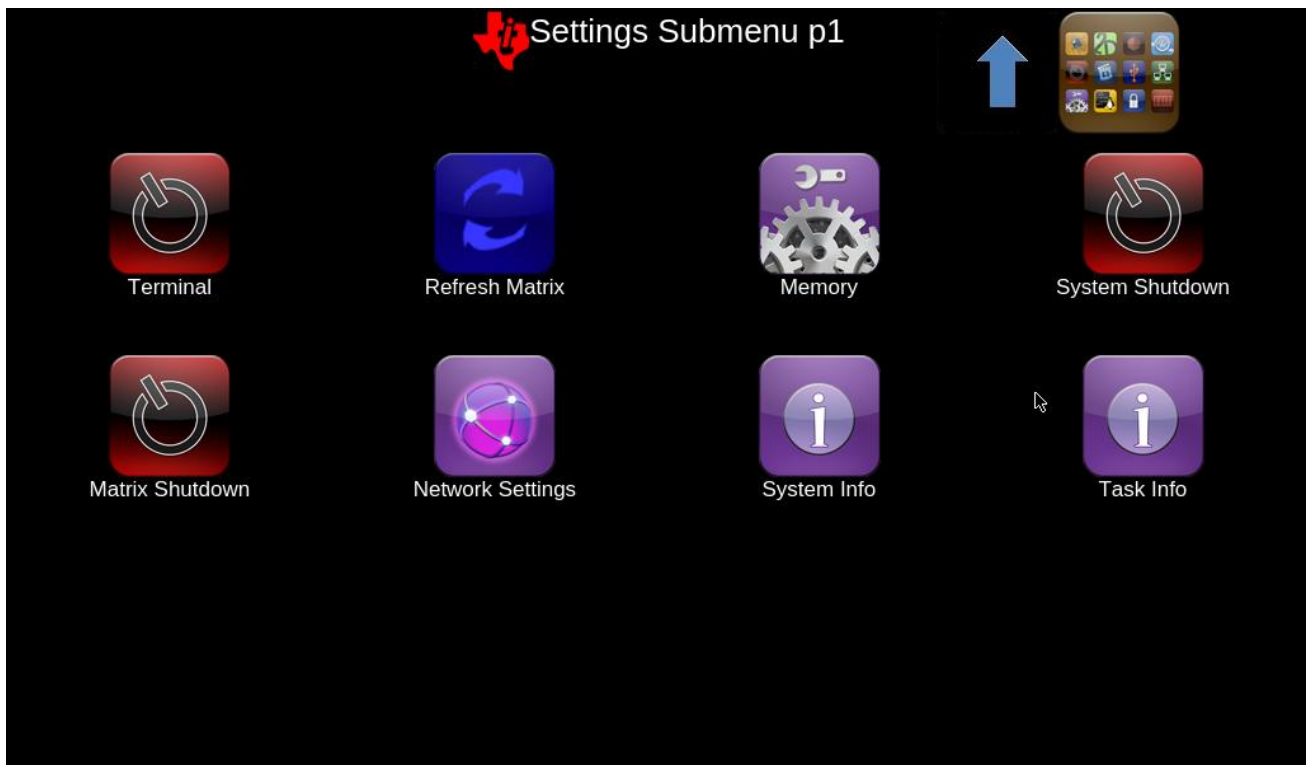 Settings Submenu p1
Terminal
Refresh Matrix
Memory
System Shutdown
Matrix Shutdown
Network Settings
System Info
Task Info